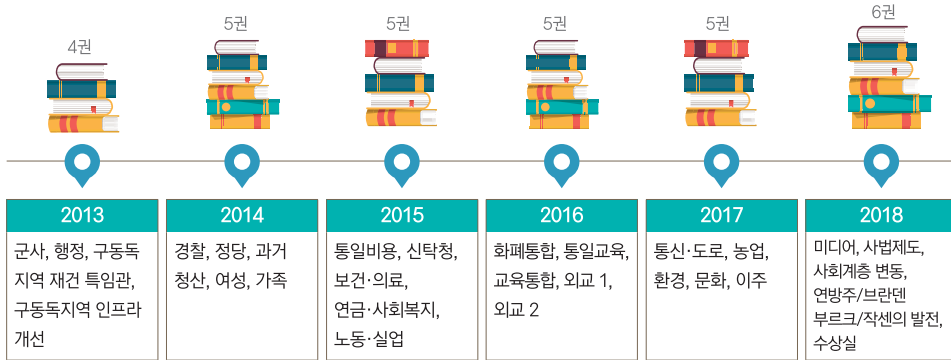 4권
5권
5권
5권
5권
6권
2013
군사, 행정, 구동독
지역 재건 특임관,
구동독지역 인프라
개선
2014
경찰, 정당, 과거
청산, 여성, 가족
2015
통일비용, 신탁청,
보건·의료,
연금·사회복지,
노동·실업
2016
화폐통합, 통일교육,
교육통합, 외교 1,
외교 2
2017
통신·도로, 농업,
환경, 문화, 이주
2018
미디어, 사법제도,
사회계층 변동,
연방주/브란덴
부르크/작센의 발전,
수상실